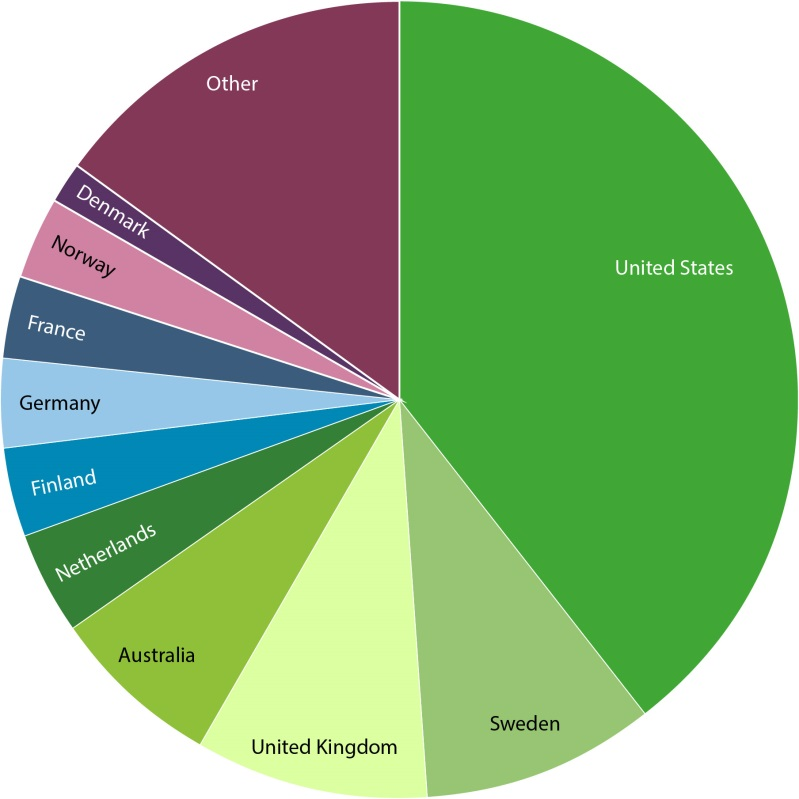 Other
United States
Denmark
Norway
France
Germany
Finland
Netherlands
Australia
Sweden
United Kingdom